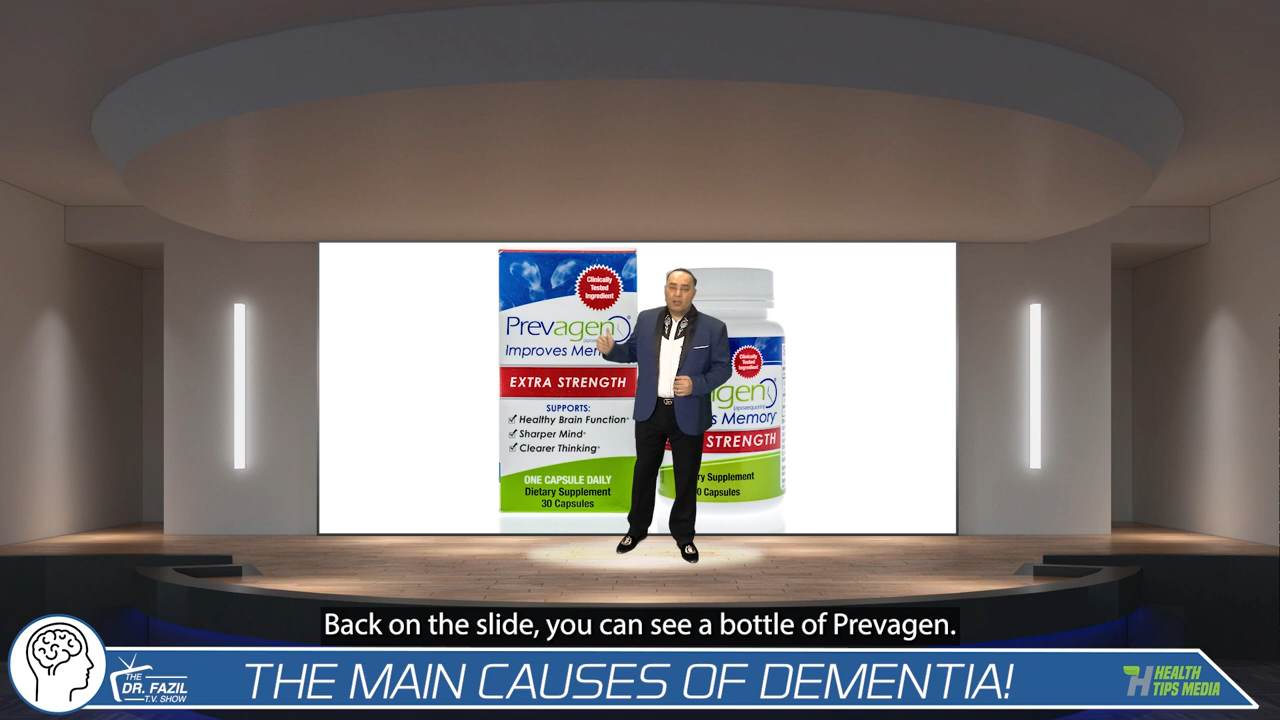 Clinically
Tested
Ingredient
Prevagen®
Improves Mem
EXTRA STRENGTH
SUPPORTS:
Healthy Brain Function*
Sharper Mind*
Clearer Thinking*
ONE CAPSULE DAILY
Dietary Supplement
30 Capsules
Clinically
Tested
Ingredient
agen
(apoaequorin)
s Memory
STRENGTH
ry Supplement
0 Capsules
Back on the slide, you can see a bottle of Prevagen.
THE
DR. FAZIL
T.V. SHOW
THE MAIN CAUSES OF DEMENTIA!
HEALTH
TIPS MEDIA